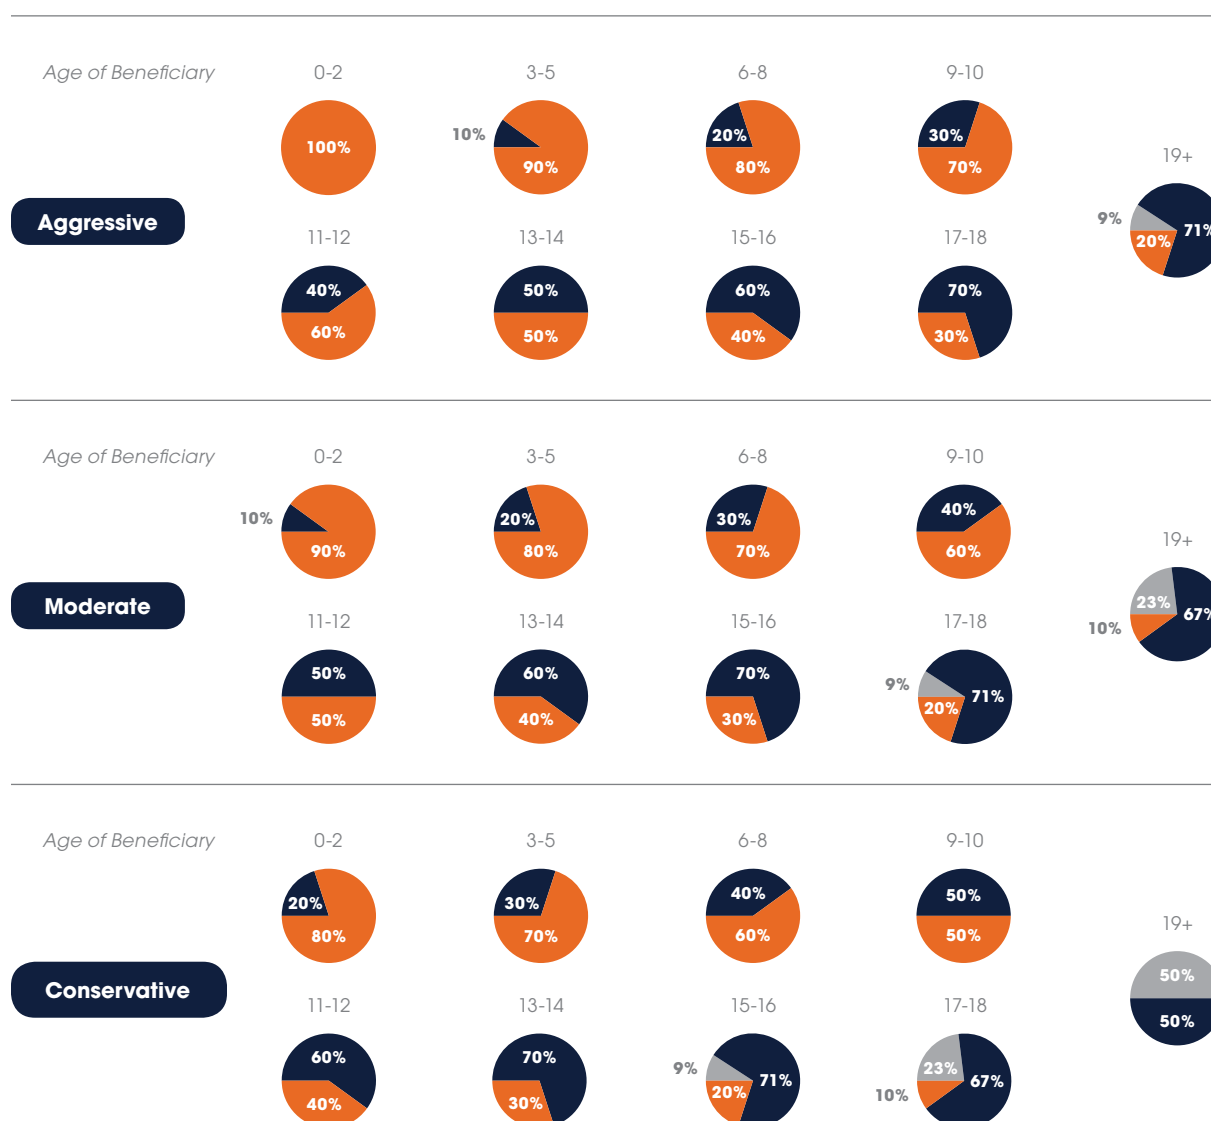 Age of Beneficiary 0-2 3-5 6-8 9-10
100% 10% 90% 20% 80% 30% 70%
19+
Aggressive
9% 20% 71%
11-12 13-14 15-16 17-18
40% 60% 50% 50% 60% 40% 70% 30%
Age of Beneficiary 0-2 3-5 6-8 9-10
10% 90% 20% 80% 30% 70% 40% 60%
19+
Moderate
23% 10% 67%
11-12 13-14 15-16 17-18
50% 50% 60% 40% 70% 30% 9% 20% 71%
Age of Beneficiary 0-2 3-5 6-8 9-10
20% 80% 30% 70% 40% 60% 50% 50%
19+
Conservative
50% 50%
11-12 13-14 15-16 17-18
60% 40% 70% 30% 9% 20% 71% 23% 10% 67%